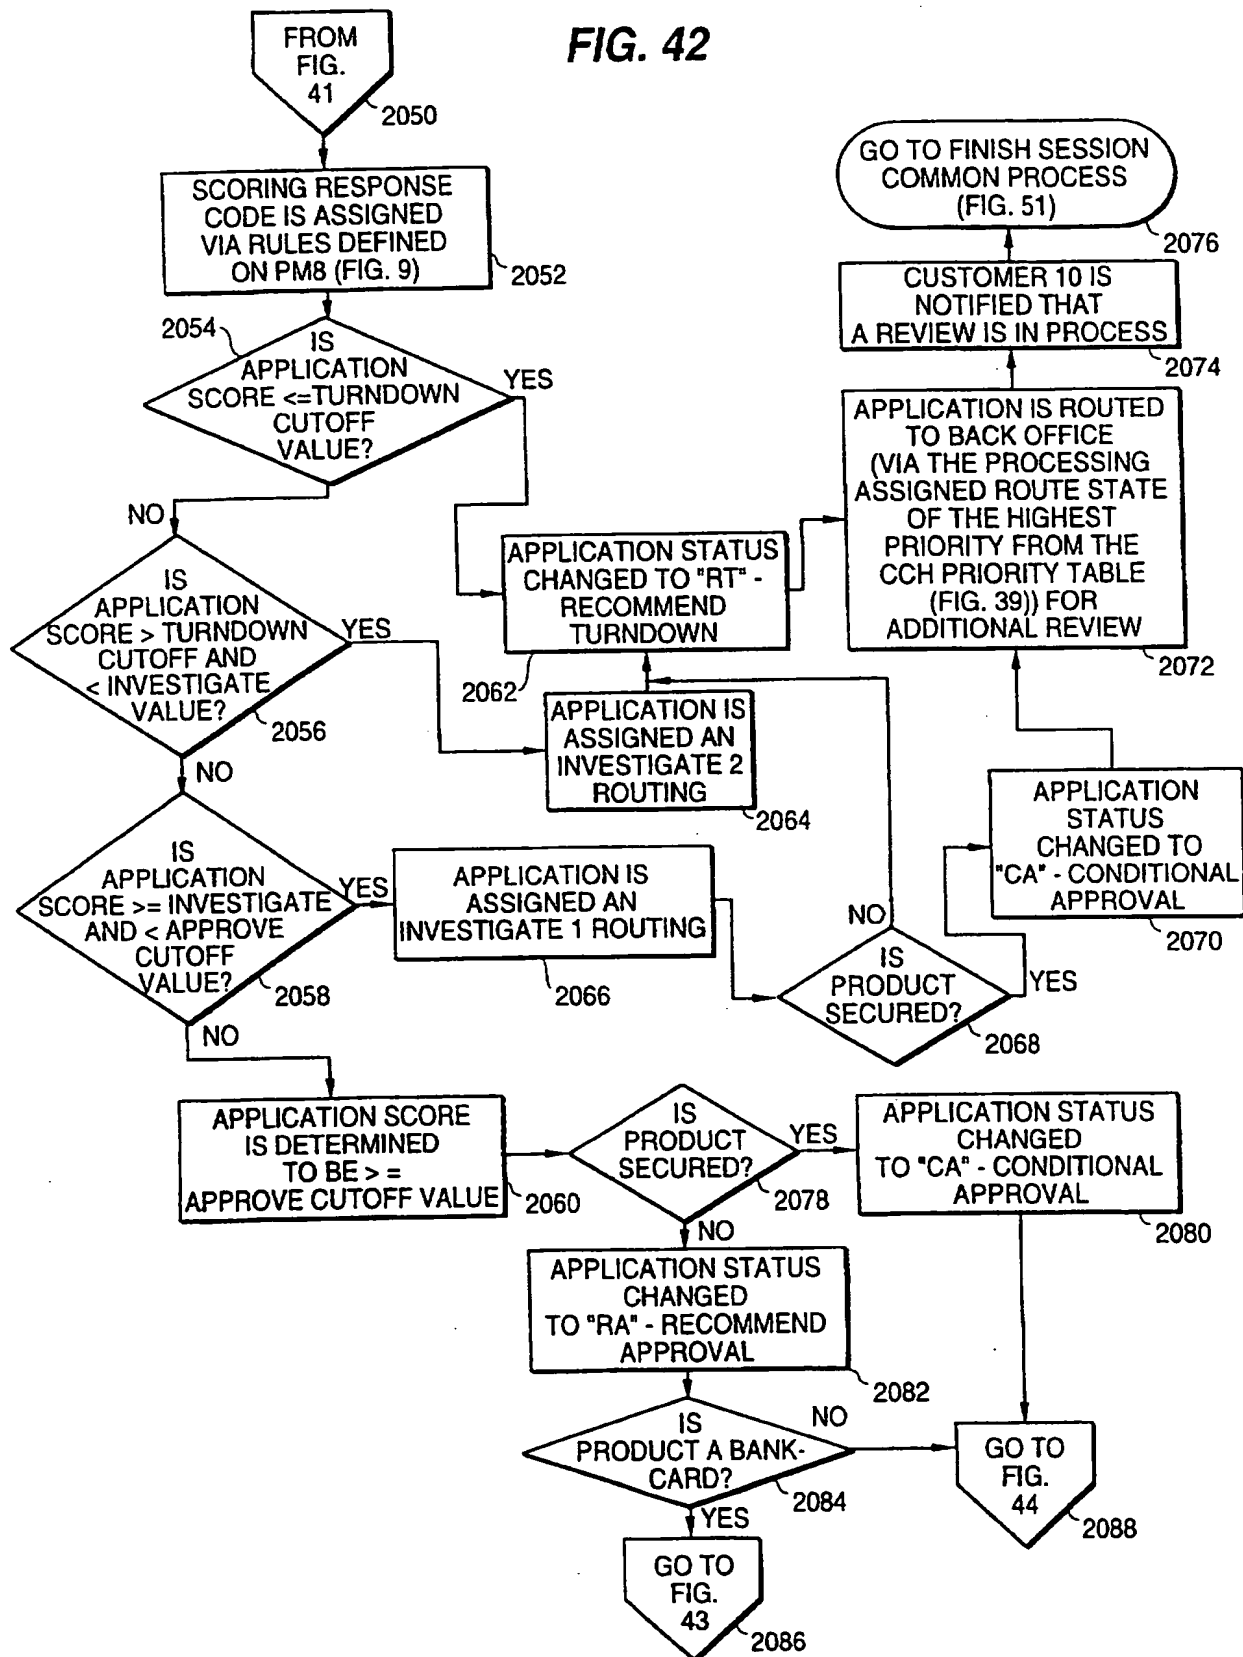 FIG. 42
FROM
FIG.
41
2050
SCORING RESPONSE
CODE IS ASSIGNED
VIA RULES DEFINED
ON PM8 (FIG. 9)
2052
2054
IS
APPLICATION
SCORE <=TURNDOWN
CUTOFF
VALUE?
YES
NO
IS
APPLICATION
SCORE > TURNDOWN
CUTOFF AND
< INVESTIGATE
VALUE?
2056
YES
NO
IS
APPLICATION
SCORE >= INVESTIGATE
AND < APPROVE
CUTOFF
VALUE?
2058
YES
NO
APPLICATION SCORE
IS DETERMINED
TO BE > =
APPROVE CUTOFF VALUE
2060
APPLICATION STATUS
CHANGED TO "RT" -
RECOMMEND
TURNDOWN
2062
APPLICATION IS
ASSIGNED AN
INVESTIGATE 2
ROUTING
2064
APPLICATION IS
ASSIGNED AN
INVESTIGATE 1 ROUTING
2066
NO
IS
PRODUCT
SECURED?
2068
YES
APPLICATION
STATUS
CHANGED TO
"CA" - CONDITIONAL
APPROVAL
2070
APPLICATION IS ROUTED
TO BACK OFFICE
(VIA THE PROCESSING
ASSIGNED ROUTE STATE
OF THE HIGHEST
PRIORITY FROM THE
CCH PRIORITY TABLE
(FIG. 39)) FOR
ADDITIONAL REVIEW
2072
CUSTOMER 10 IS
NOTIFIED THAT
A REVIEW IS IN PROCESS
2074
GO TO FINISH SESSION
COMMON PROCESS
(FIG. 51)
2076
IS
PRODUCT
SECURED?
2078
YES
NO
APPLICATION STATUS
CHANGED
TO "CA" - CONDITIONAL
APPROVAL
2080
APPLICATION STATUS
CHANGED
TO "RA" - RECOMMEND
APPROVAL
2082
IS
PRODUCT A BANK-
CARD?
2084
NO
YES
GO TO
FIG.
43
2086
GO TO
FIG.
44
2088